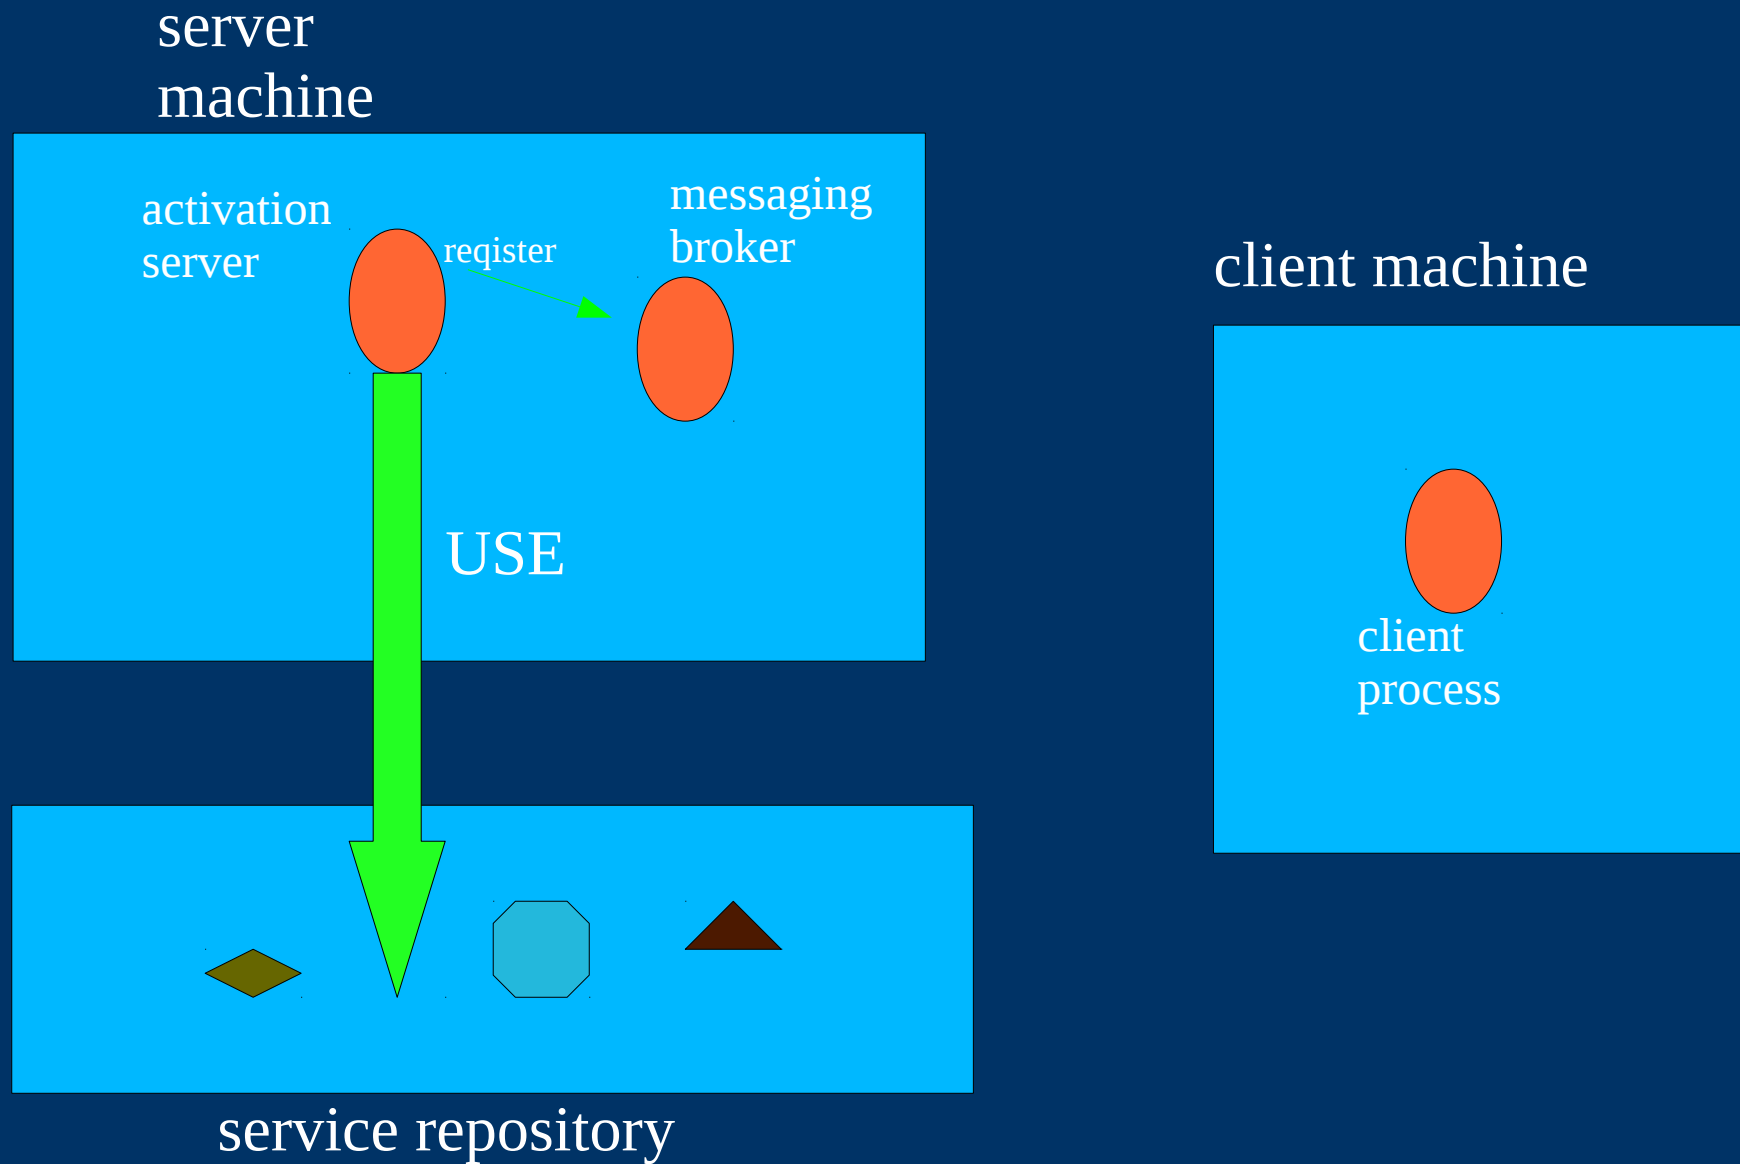 server
machine
activation
server
reqister
messaging
broker
client machine
USE
client
process
service repository